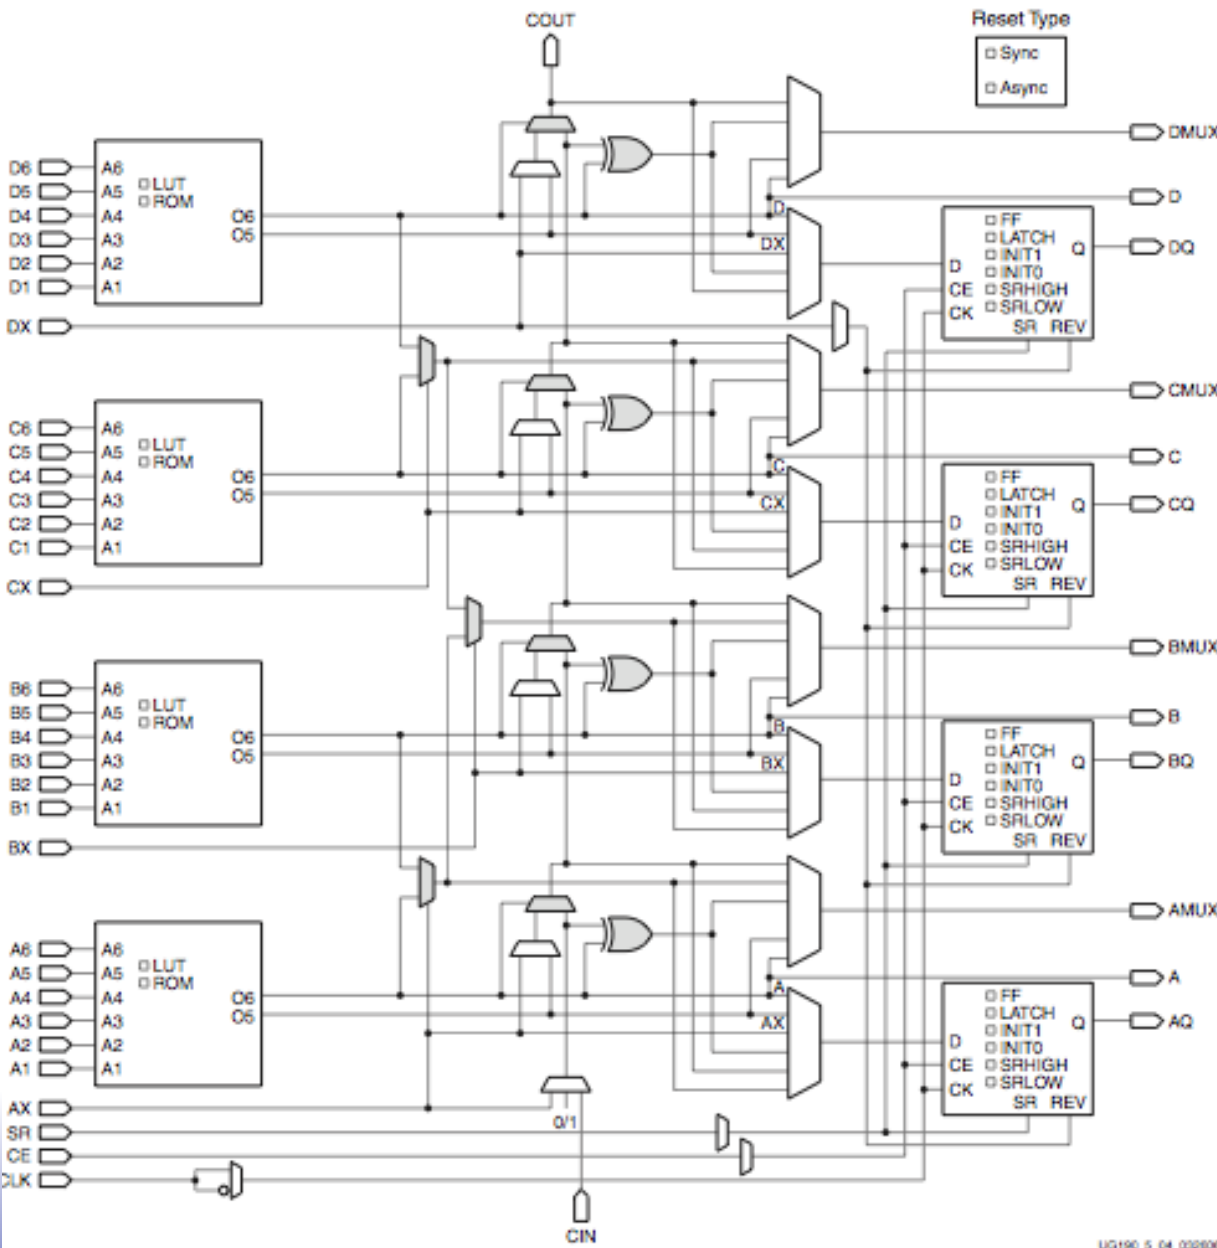 COUT
Reset Type
Sync
Async
DMUX
D6 A6
D5 A5
D4 A4
D3 A3
D2 A2
D1 A1
LUT
ROM
O6
O5
DX
D
DX
D
DQ
FF
LATCH
INIT1
INIT0
SRHIGH
SRLOW
D
CE
CK
Q
SR REV
CMUX
C6 A6
C5 A5
C4 A4
C3 A3
C2 A2
C1 A1
LUT
ROM
O6
O5
CX
C
CX
C
CQ
FF
LATCH
INIT1
INIT0
SRHIGH
SRLOW
D
CE
CK
Q
SR REV
BMUX
B6 A6
B5 A5
B4 A4
B3 A3
B2 A2
B1 A1
LUT
ROM
O6
O5
BX
B
BX
B
BQ
FF
LATCH
INIT1
INIT0
SRHIGH
SRLOW
D
CE
CK
Q
SR REV
AMUX
A6 A6
A5 A5
A4 A4
A3 A3
A2 A2
A1 A1
LUT
ROM
O6
O5
A
AX
A
AQ
FF
LATCH
INIT1
INIT0
SRHIGH
SRLOW
D
CE
CK
Q
SR REV
AX
0/1
SR
CE
CLK
CIN